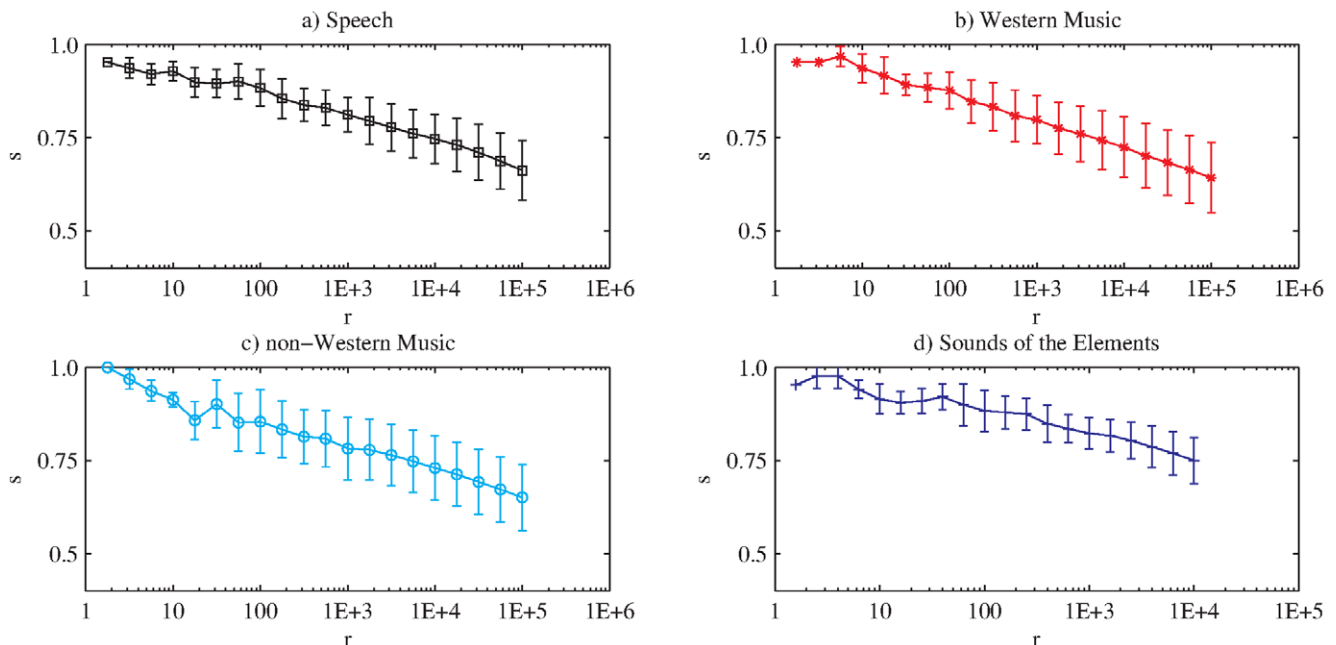 a) Speech
1.0
0.75
0.5
s
1 10 100 1E+3 1E+4 1E+5 1E+6
r
b) Western Music
1.0
0.75
0.5
s
1 10 100 1E+3 1E+4 1E+5 1E+6
r
c) non−Western Music
1.0
0.75
0.5
s
1 10 100 1E+3 1E+4 1E+5 1E+6
r
d) Sounds of the Elements
1.0
0.75
0.5
s
1 10 100 1E+3 1E+4 1E+5
r